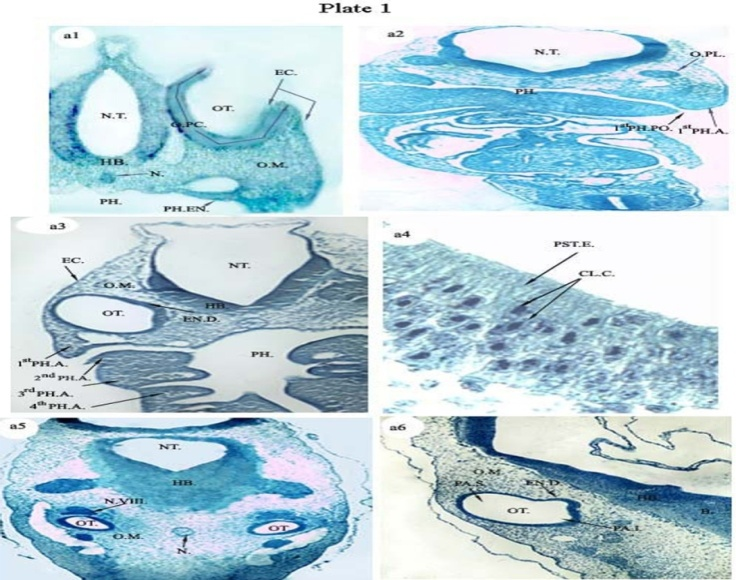 Plate 1
a1
EC.
OT.
N.T.
O.PC.
HB.
O.M.
N.
PH.
PH.EN.
a2
N.T.
O.PL.
PH.
1st PH.PO.
1st PH.A.
a3
EC.
O.M.
NT.
HB.
OT.
EN.D.
1st PH.A.
PH.
2nd PH.A.
3rd PH.A.
4th PH.A.
a4
PST.E.
CL.C.
a5
NT.
HB.
N.VIII.
OT.
OT.
O.M.
N.
a6
O.M.
PA.S.
EN.D.
HB.
OT.
B.
PA.I.